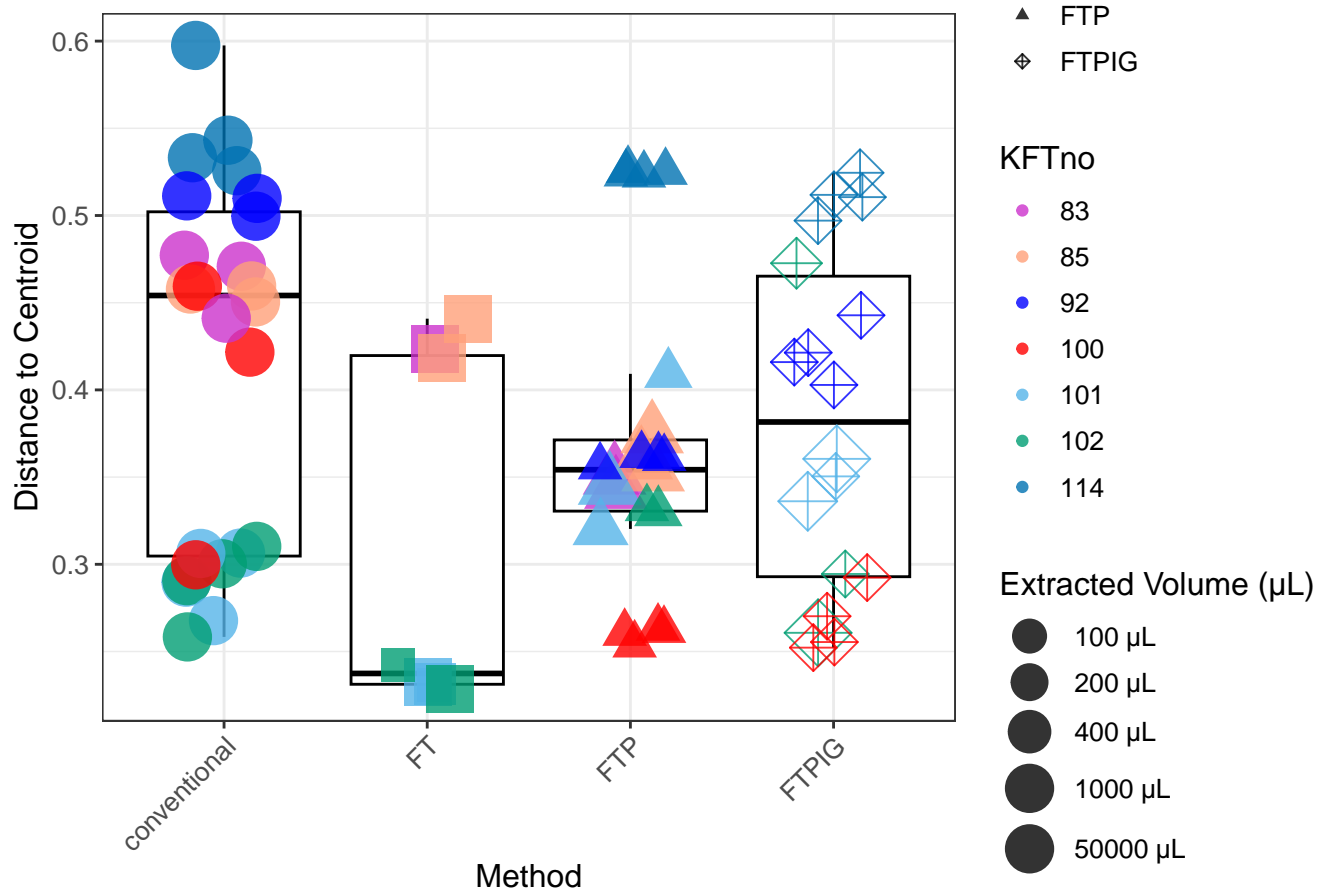 0.6
0.5
0.4
0.3
Distance to Centroid
conventional
FT
FTP
FTPIG
Method
FTP
FTPIG
KFTno
83
85
92
100
101
102
114
Extracted Volume (µL)
100 µL
200 µL
400 µL
1000 µL
50000 µL